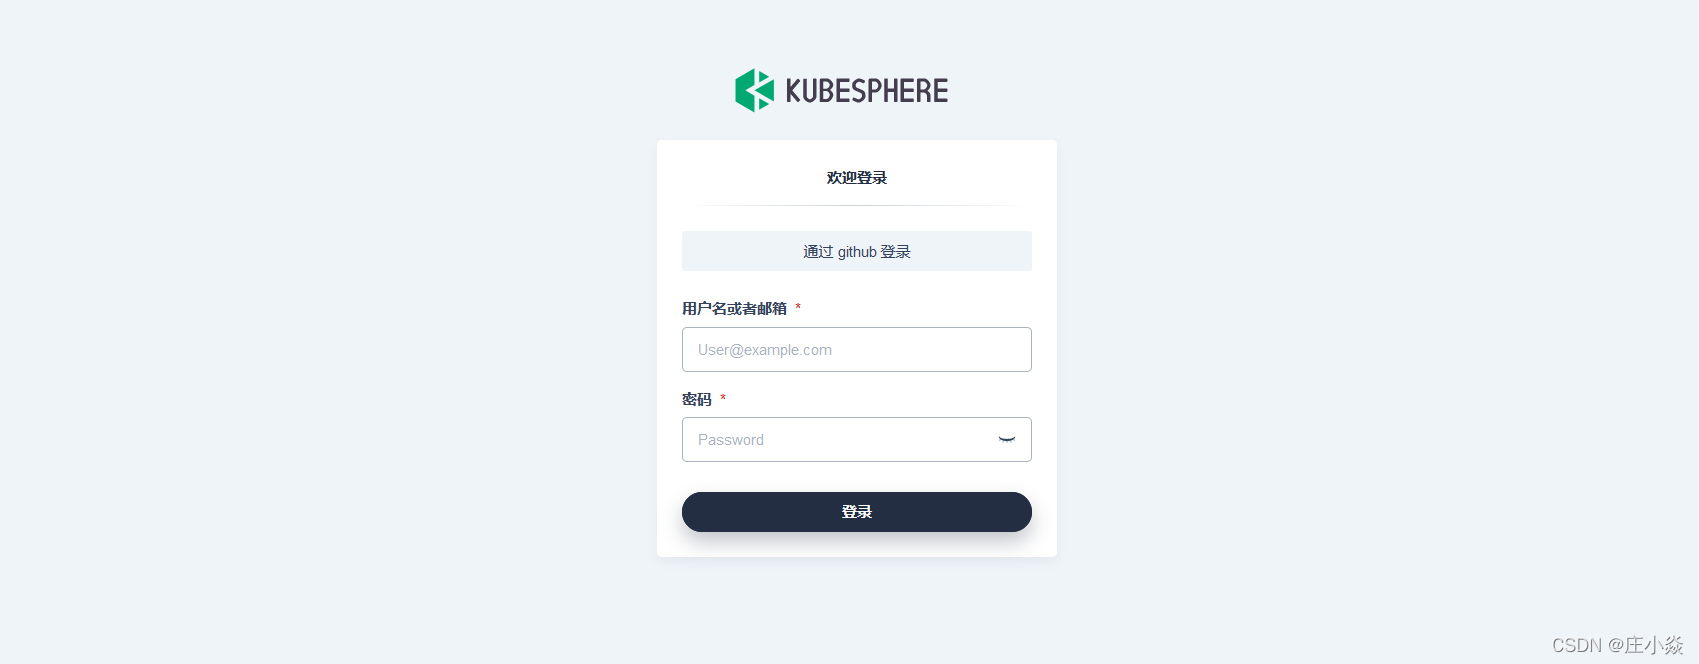 KUBESPHERE
欢迎登录
通过 github 登录
用户名或者邮箱 *
User@example.com
密码 *
Password
登录
CSDN @庄小焱